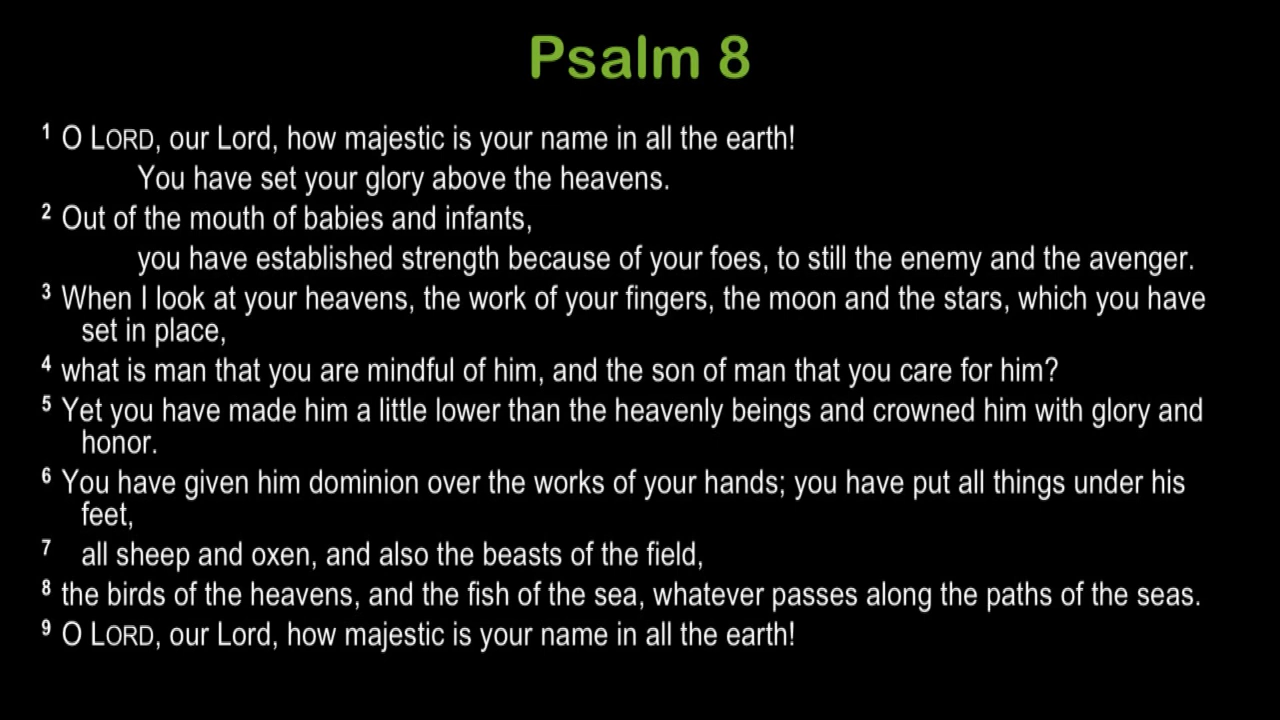 Psalm 8
1 O LORD, our Lord, how majestic is your name in all the earth!
You have set your glory above the heavens.
2 Out of the mouth of babies and infants,
you have established strength because of your foes, to still the enemy and the avenger.
3 When I look at your heavens, the work of your fingers, the moon and the stars, which you have
set in place,
4 what is man that you are mindful of him, and the son of man that you care for him?
5 Yet you have made him a little lower than the heavenly beings and crowned him with glory and
honor.
6 You have given him dominion over the works of your hands; you have put all things under his
feet,
7 all sheep and oxen, and also the beasts of the field,
8 the birds of the heavens, and the fish of the sea, whatever passes along the paths of the seas.
9 O LORD, our Lord, how majestic is your name in all the earth!